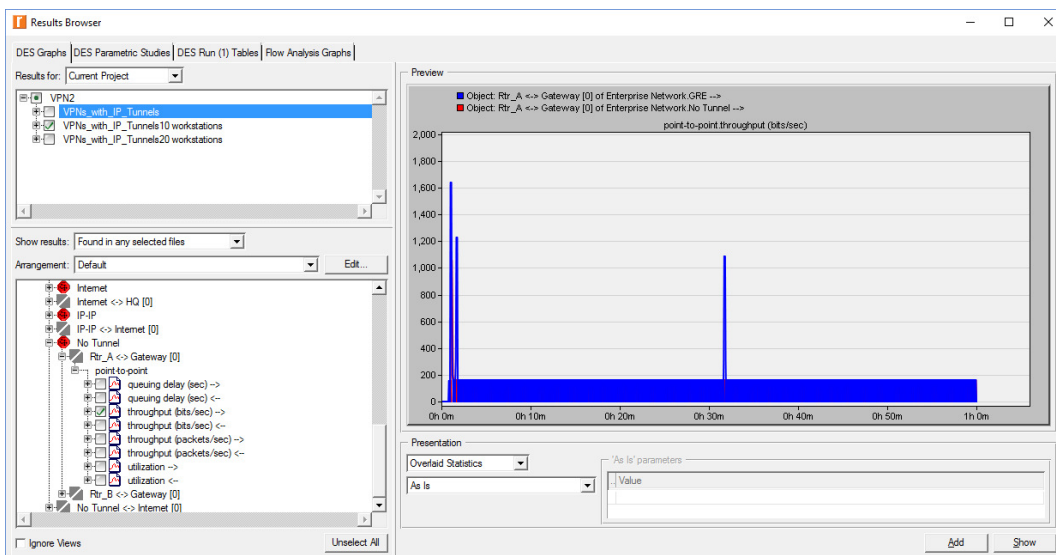 Results Browser
DES Graphs DES Parametric Studies DES Run (1) Tables Flow Analysis Graphs
Results for: Current Project
VPN2
VPNs_with_IP_Tunnels
VPNs_with_IP_Tunnels10 workstations
VPNs_with_IP_Tunnels20 workstations
Show results: Found in any selected files
Arrangement: Default Edit...
Internet
Internet <-> HQ [0]
IP-IP
IP-IP <-> Internet [0]
No Tunnel
Rtr_A <-> Gateway [0]
point-to-point
queuing delay (sec) -->
queuing delay (sec) <--
throughput (bits/sec) -->
throughput (bits/sec) <--
throughput (packets/sec) -->
throughput (packets/sec) <--
utilization -->
utilization <--
Rtr_B <-> Gateway [0]
No Tunnel <-> Internet [0]
Ignore Views Unselect All
Preview
Object: Rtr_A <-> Gateway [0] of Enterprise Network.GRE -->
Object: Rtr_A <-> Gateway [0] of Enterprise Network.No Tunnel -->
point-to-point.throughput (bits/sec)
2,000
1,800
1,600
1,400
1,200
1,000
800
600
400
200
0
0h 0m 0h 10m 0h 20m 0h 30m 0h 40m 0h 50m 1h 0m
Presentation
Overlaid Statistics
As Is
'As Is' parameters
... Value
Add Show